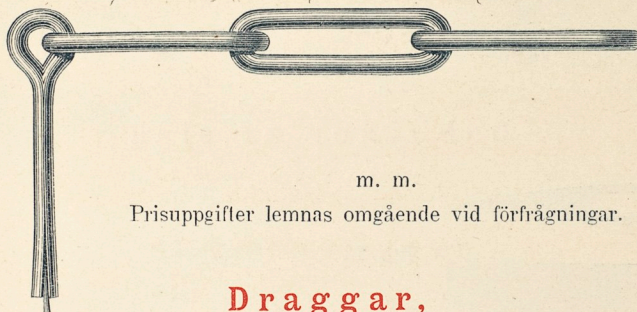 m. m.
Prisuppgifter lemnas omgående vid förfrågningar.
Draggar,